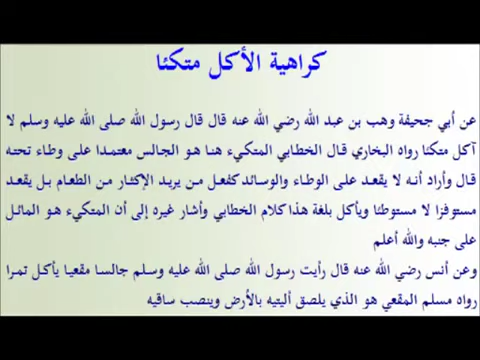 كراهية الأكل متكئا
عن أبي جحيفة وهب بن عبد الله رضي الله عنه قال قال رسول الله صلى الله عليه وسلم لا
آكل متكئا رواه البخاري قال الخطابي المتكيء هنا هو الجالس معتمدا على وطاء تحته
قال وأراد أنه لا يقعد على الوطاء والوسائد كفعل من يريد الإكثار من الطعام بل يقعد
مستوفزا لا مستوطئا ويأكل بلغة هذا كلام الخطابي وأشار غيره إلى أن المتكيء هو المائل
على جنبه والله أعلم
وعن أنس رضي الله عنه قال رأيت رسول الله صلى الله عليه وسلم جالسا مقعيا يأكل تمرا
رواه مسلم المقعي هو الذي يلصق أليتيه بالأرض وينصب ساقيه